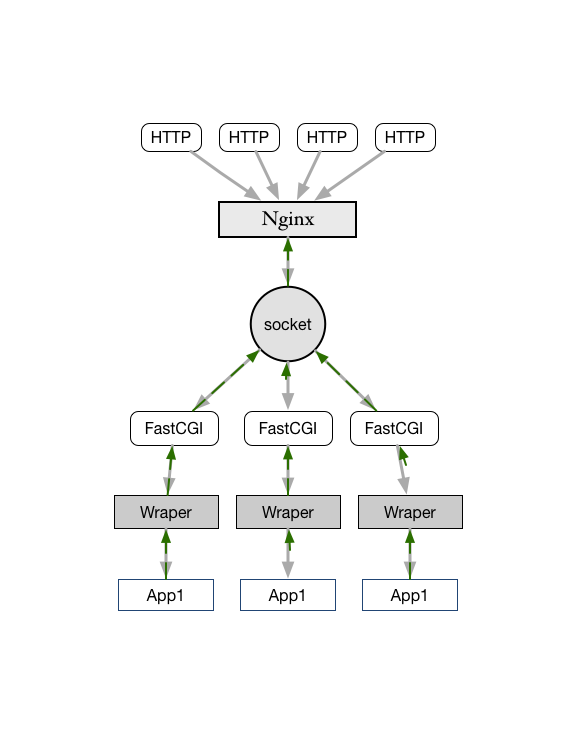 HTTP HTTP HTTP HTTP
Nginx
socket
FastCGI FastCGI FastCGI
Wraper Wraper Wraper
App1 App1 App1